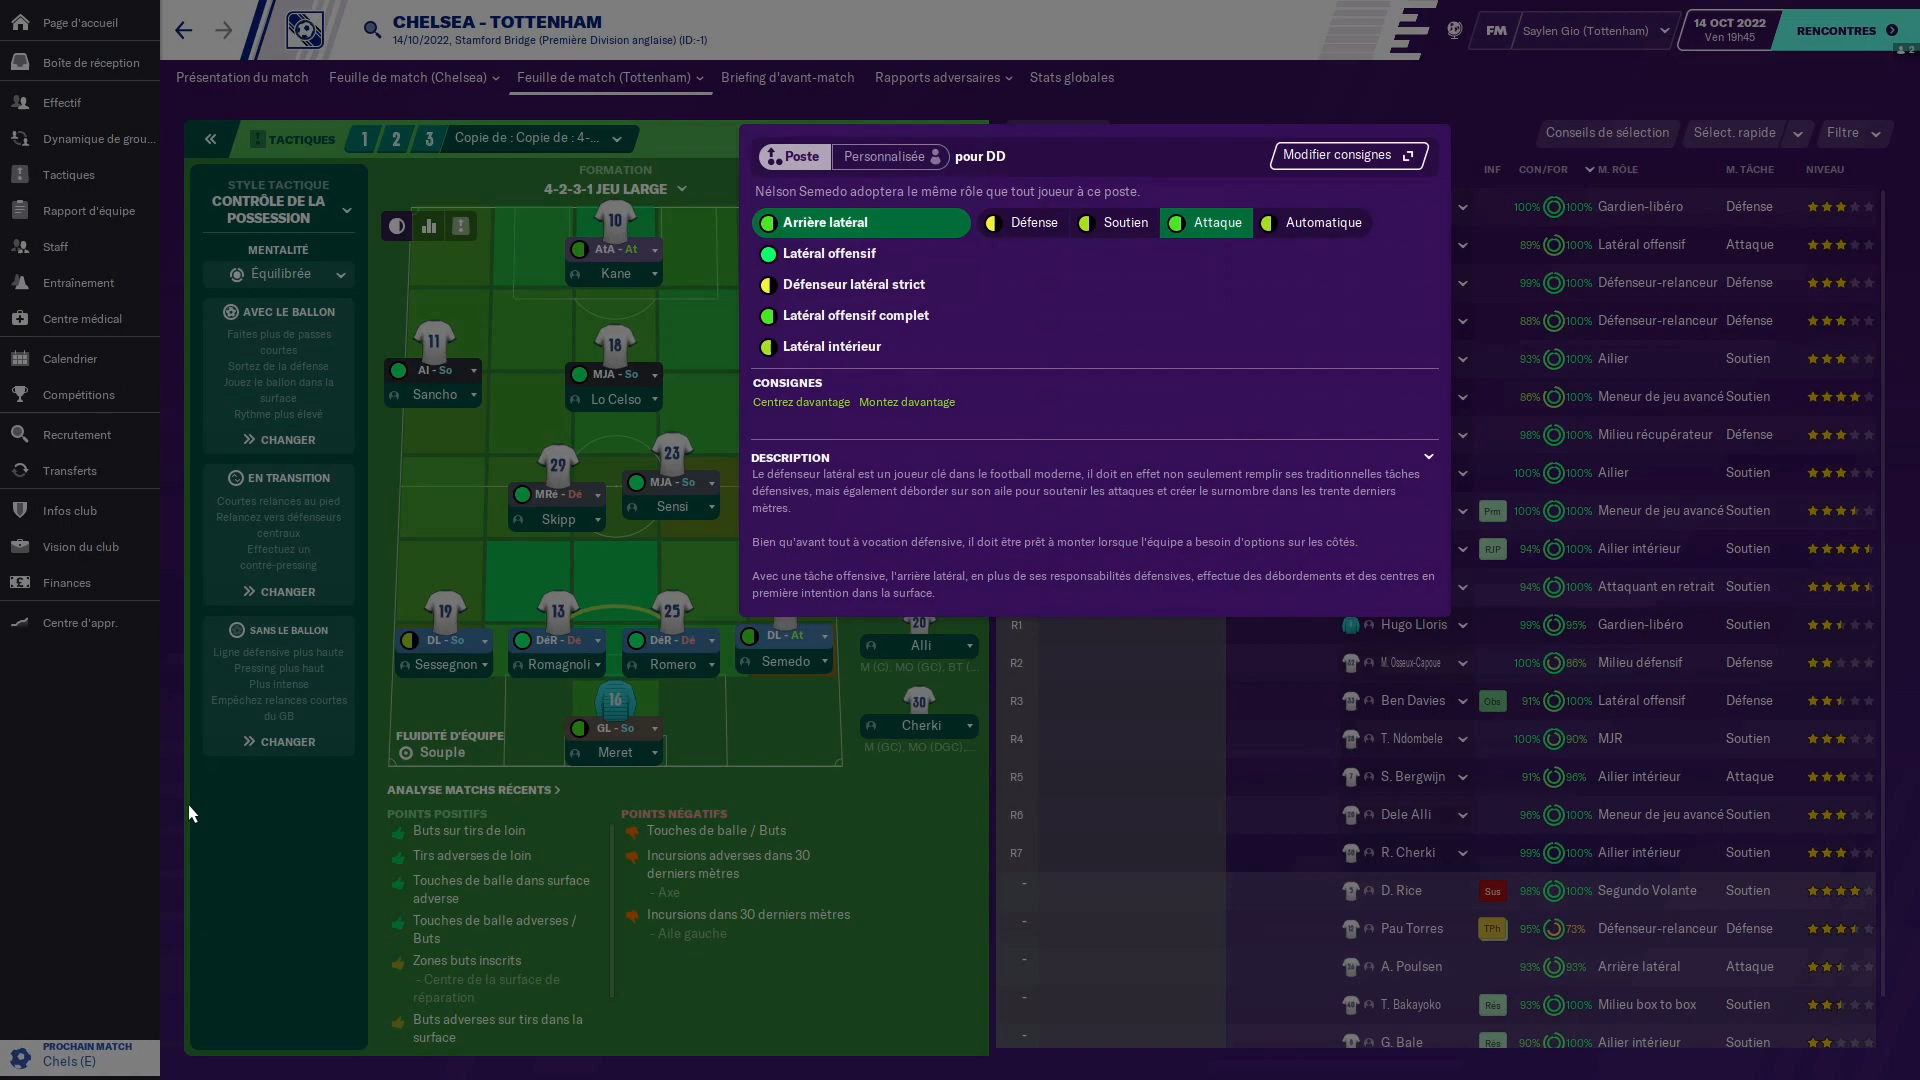 Page d'accueil
Boîte de réception
Effectif
Dynamique de grou...
Tactiques
Rapport d'équipe
Staff
Entraînement
Centre médical
Calendrier
Compétitions
Recrutement
Transferts
Infos club
Vision du club
Finances
Centre d'appr.
PROCHAIN MATCH
Chels (E)
CHELSEA - TOTTENHAM
14/10/2022, Stamford Bridge (Première Division anglaise) (ID:-1)
FM Saylen Gio (Tottenham)
14 OCT 2022
Ven 19h45
RENCONTRES
2
Présentation du match Feuille de match (Chelsea) Feuille de match (Tottenham) Briefing d'avant-match Rapports adversaires Stats globales
TACTIQUES 1 2 3 Copie de : Copie de : 4-...
STYLE TACTIQUE
CONTRÔLE DE LA
POSSESSION
MENTALITÉ
Équilibrée
AVEC LE BALLON
Faites plus de passes
courtes
Sortez de la défense
Jouez le ballon dans la
surface
Rythme plus élevé
CHANGER
EN TRANSITION
Courtes relances au pied
Relancez vers défenseurs
centraux
Effectuez un
contre-pressing
CHANGER
SANS LE BALLON
Ligne défensive plus haute
Pressing plus haut
Plus intense
Empêchez relances courtes
du GB
CHANGER
FORMATION
4-2-3-1 JEU LARGE
10
AtA - At
Kane
11
AI - So
Sancho
18
MJA - So
Lo Celso
29
MRé - Dé
Skipp
23
MJA - So
Sensi
19
DL - So
Sessegnon
13
DéR - Dé
Romagnoli
25
DéR - Dé
Romero
DL - At
Semedo
16
GL - So
Meret
FLUIDITÉ D'ÉQUIPE
Souple
20
Alli
M (C), MO (GC), BT (...
30
Cherki
M (GC), MO (DGC),...
ANALYSE MATCHS RÉCENTS >
POINTS POSITIFS
Buts sur tirs de loin
Tirs adverses de loin
Touches de balle dans surface
adverse
Touches de balle adverses /
Buts
Zones buts inscrits
- Centre de la surface de
réparation
Buts adverses sur tirs dans la
surface
POINTS NÉGATIFS
Touches de balle / Buts
Incursions adverses dans 30
derniers mètres
- Axe
Incursions dans 30 derniers mètres
- Aile gauche
Poste Personnalisée pour DD
Modifier consignes
Nélson Semedo adoptera le même rôle que tout joueur à ce poste.
Arrière latéral Défense Soutien Attaque Automatique
Latéral offensif
Défenseur latéral strict
Latéral offensif complet
Latéral intérieur
CONSIGNES
Centrez davantage Montez davantage
DESCRIPTION
Le défenseur latéral est un joueur clé dans le football moderne, il doit en effet non seulement remplir ses traditionnelles tâches
défensives, mais également déborder sur son aile pour soutenir les attaques et créer le surnombre dans les trente derniers
mètres.
Bien qu'avant tout à vocation défensive, il doit être prêt à monter lorsque l'équipe a besoin d'options sur les côtés.
Avec une tâche offensive, l'arrière latéral, en plus de ses responsabilités défensives, effectue des débordements et des centres en
première intention dans la surface.
Conseils de sélection Sélect. rapide Filtre
INF CON/FOR M. RÔLE M. TÂCHE NIVEAU
100% 100% Gardien-libéro Défense
89% 100% Latéral offensif Attaque
99% 100% Défenseur-relanceur Défense
88% 100% Défenseur-relanceur Défense
93% 100% Ailier Soutien
86% 100% Meneur de jeu avancé Soutien
98% 100% Milieu récupérateur Défense
100% 100% Ailier Soutien
Prm 100% 100% Meneur de jeu avancé Soutien
RJP 94% 100% Ailier intérieur Soutien
94% 100% Attaquant en retrait Soutien
R1 Hugo Lloris 99% 95% Gardien-libéro Soutien
R2 M. Osseux-Capoue 100% 86% Milieu défensif Défense
R3 Ben Davies Obs 91% 100% Latéral offensif Défense
R4 T. Ndombele 100% 90% MJR Soutien
R5 S. Bergwijn 91% 96% Ailier intérieur Attaque
R6 Dele Alli 96% 100% Meneur de jeu avancé Soutien
R7 R. Cherki 99% 100% Ailier intérieur Soutien
- D. Rice Sus 98% 100% Segundo Volante Soutien
- Pau Torres TPh 95% 73% Défenseur-relanceur Défense
- A. Poulsen 93% 93% Arrière latéral Attaque
- T. Bakayoko Rés 93% 100% Milieu box to box Soutien
- G. Bale Rés 90% 100% Ailier intérieur Soutien